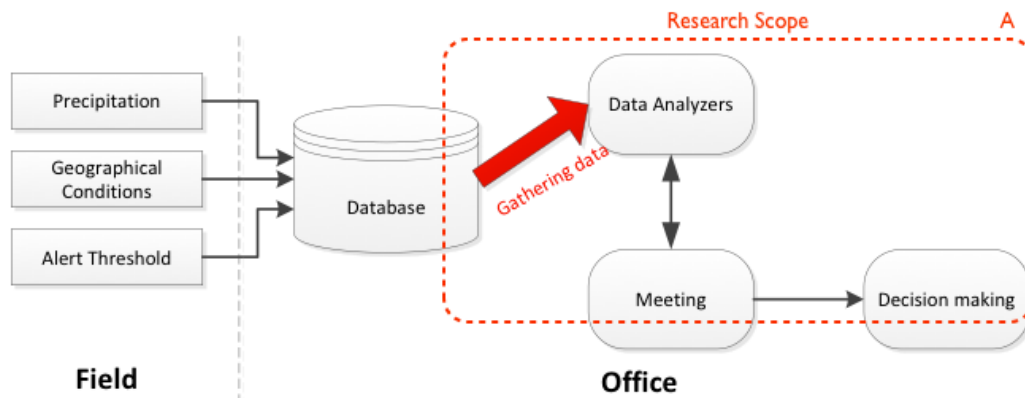 Research Scope
A
Precipitation
Geographical
Conditions
Alert Threshold
Database
Gathering data
Data Analyzers
Meeting
Decision making
Field
Office